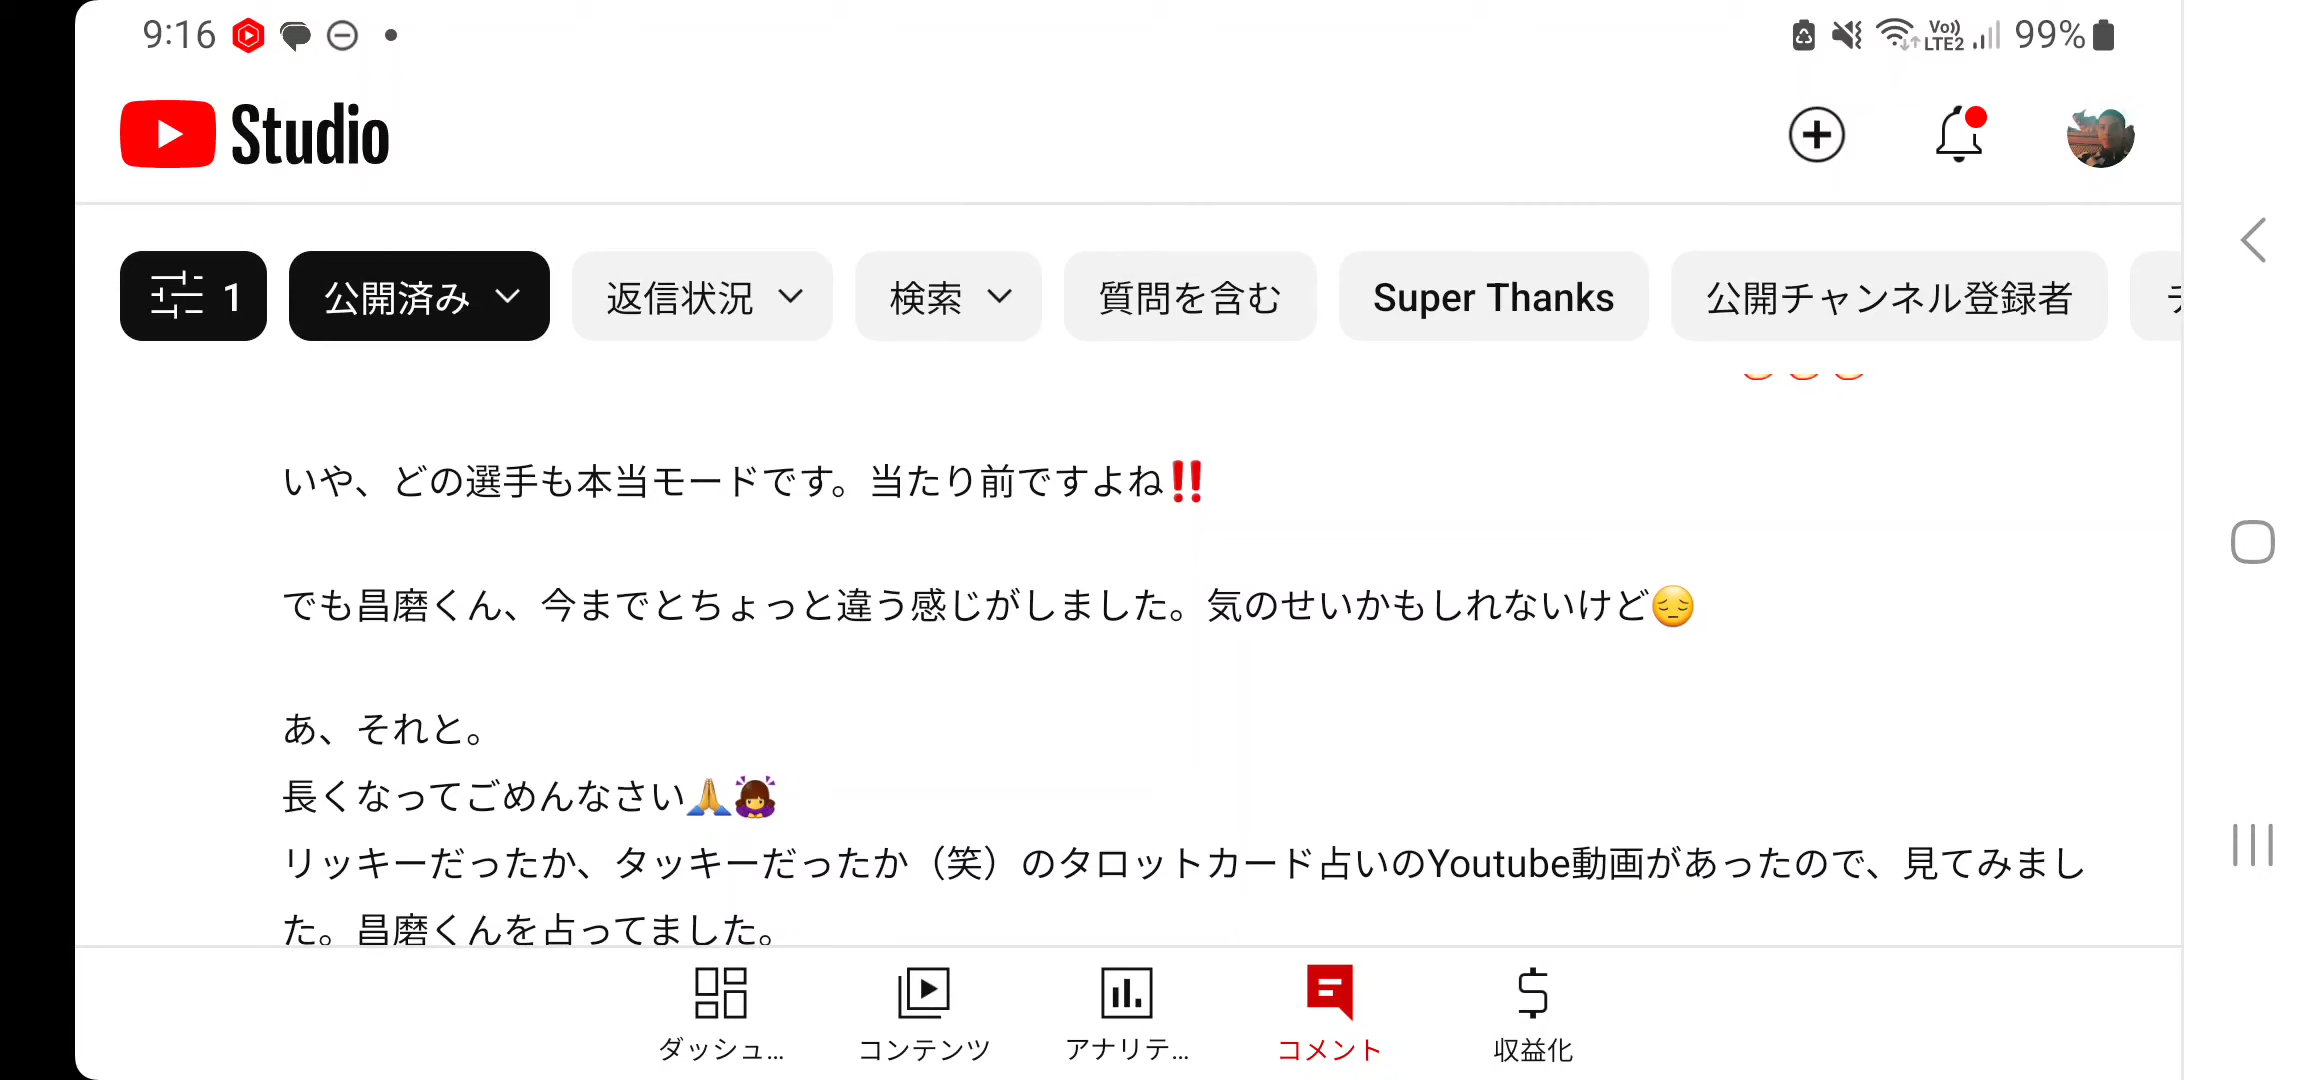 9:16
Vo)) LTE2 99%
Studio
1 公開済み 返信状況 検索 質問を含む Super Thanks 公開チャンネル登録者
いや、どの選手も本当モードです。当たり前ですよね‼️
でも昌磨くん、今までとちょっと違う感じがしました。気のせいかもしれないけど😔
あ、それと。
長くなってごめんなさい🙏🙇‍♀️
リッキーだったか、タッキーだったか（笑）のタロットカード占いのYoutube動画があったので、見てみまし
た。昌磨くんを占ってました。
ダッシュ... コンテンツ アナリテ... コメント 収益化